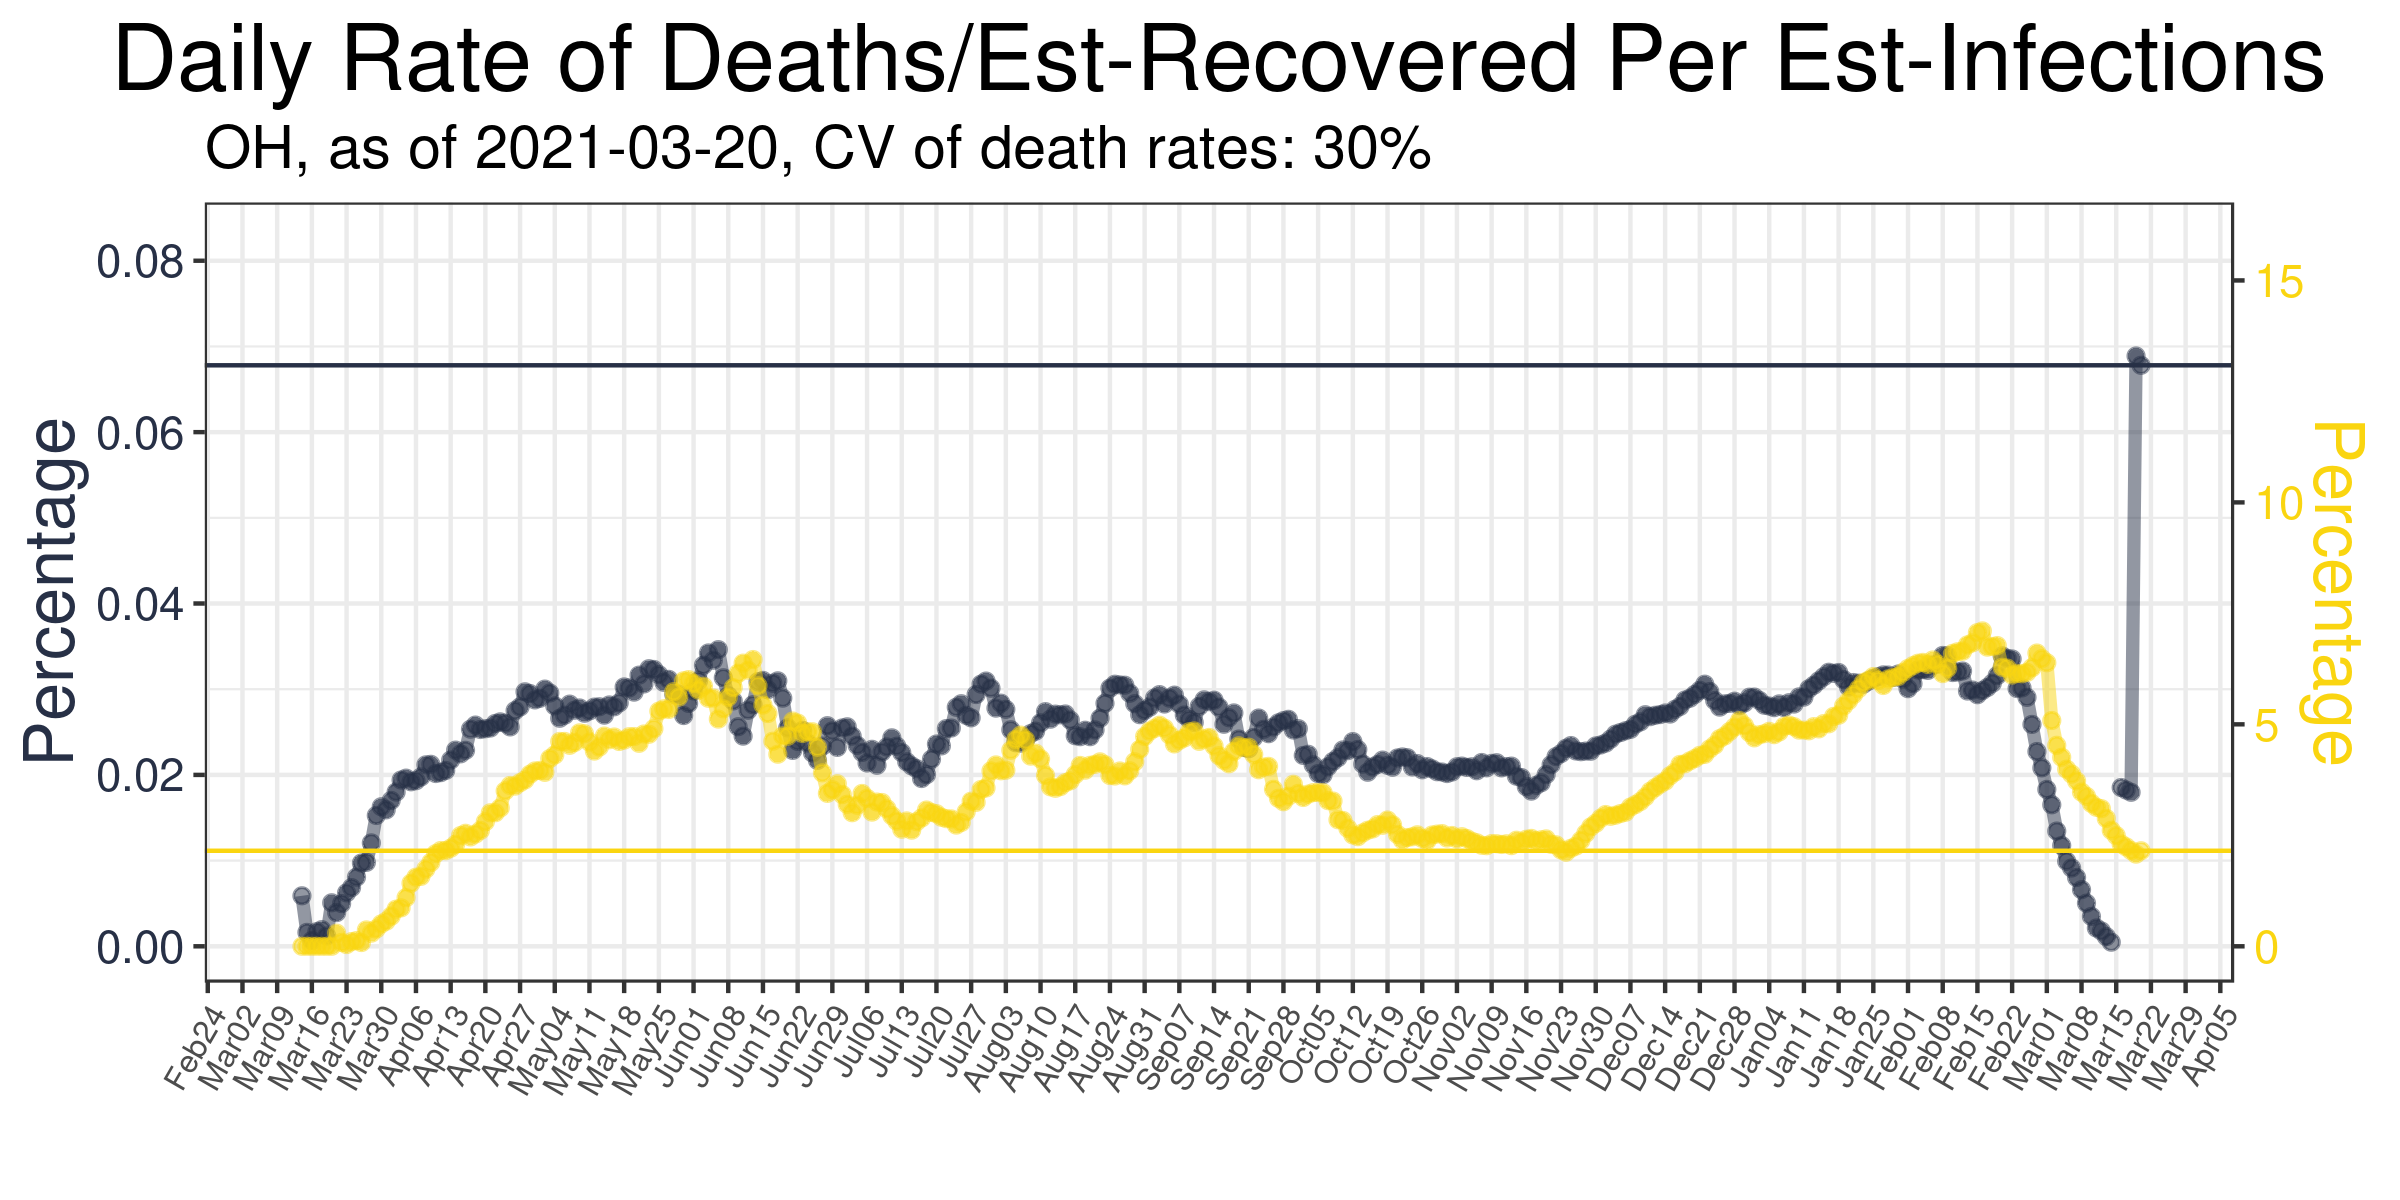 Daily Rate of Deaths/Est-Recovered Per Est-Infections
OH, as of 2021-03-20, CV of death rates: 30%
Percentage
0.08
0.06
0.04
0.02
0.00
15
10
5
0
Percentage
Feb24
Mar02
Mar09
Mar16
Mar23
Mar30
Apr06
Apr13
Apr20
Apr27
May04
May11
May18
May25
Jun01
Jun08
Jun15
Jun22
Jun29
Jul06
Jul13
Jul20
Jul27
Aug03
Aug10
Aug17
Aug24
Aug31
Sep07
Sep14
Sep21
Sep28
Oct05
Oct12
Oct19
Oct26
Nov02
Nov09
Nov16
Nov23
Nov30
Dec07
Dec14
Dec21
Dec28
Jan04
Jan11
Jan18
Jan25
Feb01
Feb08
Feb15
Feb22
Mar01
Mar08
Mar15
Mar22
Mar29
Apr05